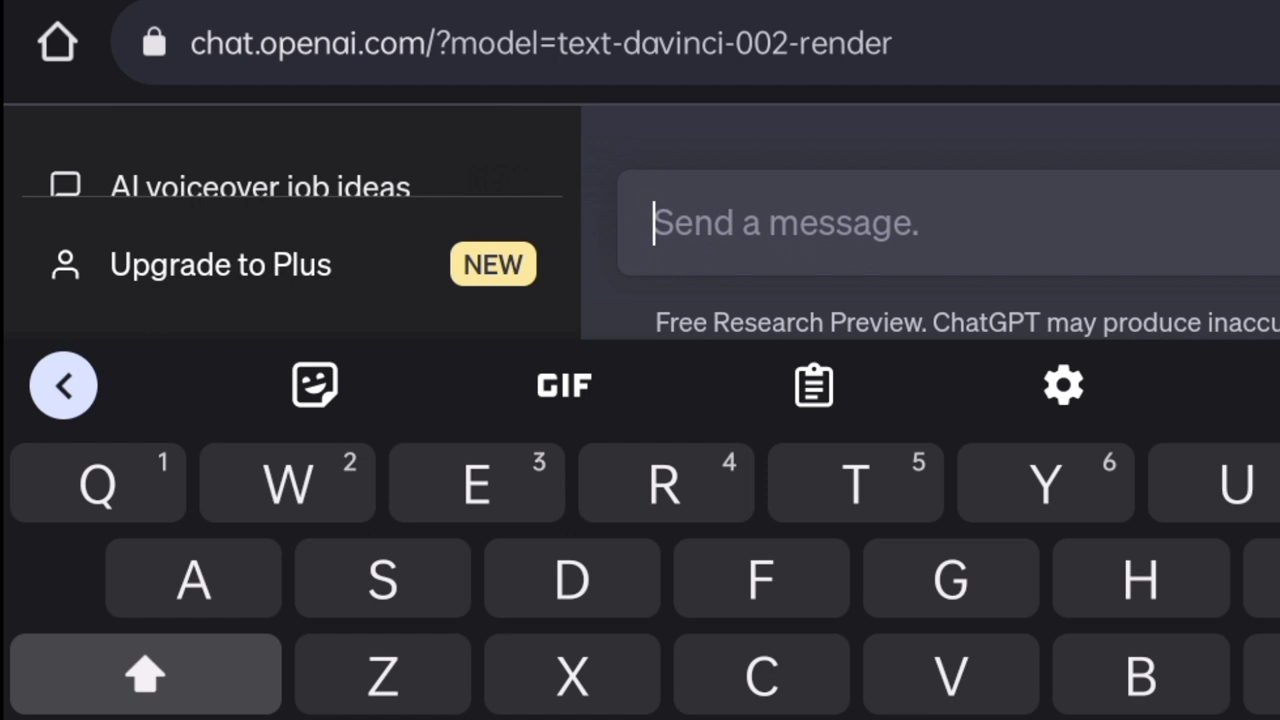 chat.openai.com/?model=text-davinci-002-render
AI voiceover job ideas
Upgrade to Plus NEW
Send a message.
Free Research Preview. ChatGPT may produce
GIF
Q 1 W 2 E 3 R 4 T 5 Y 6 U
A S D F G H
Z X C V B